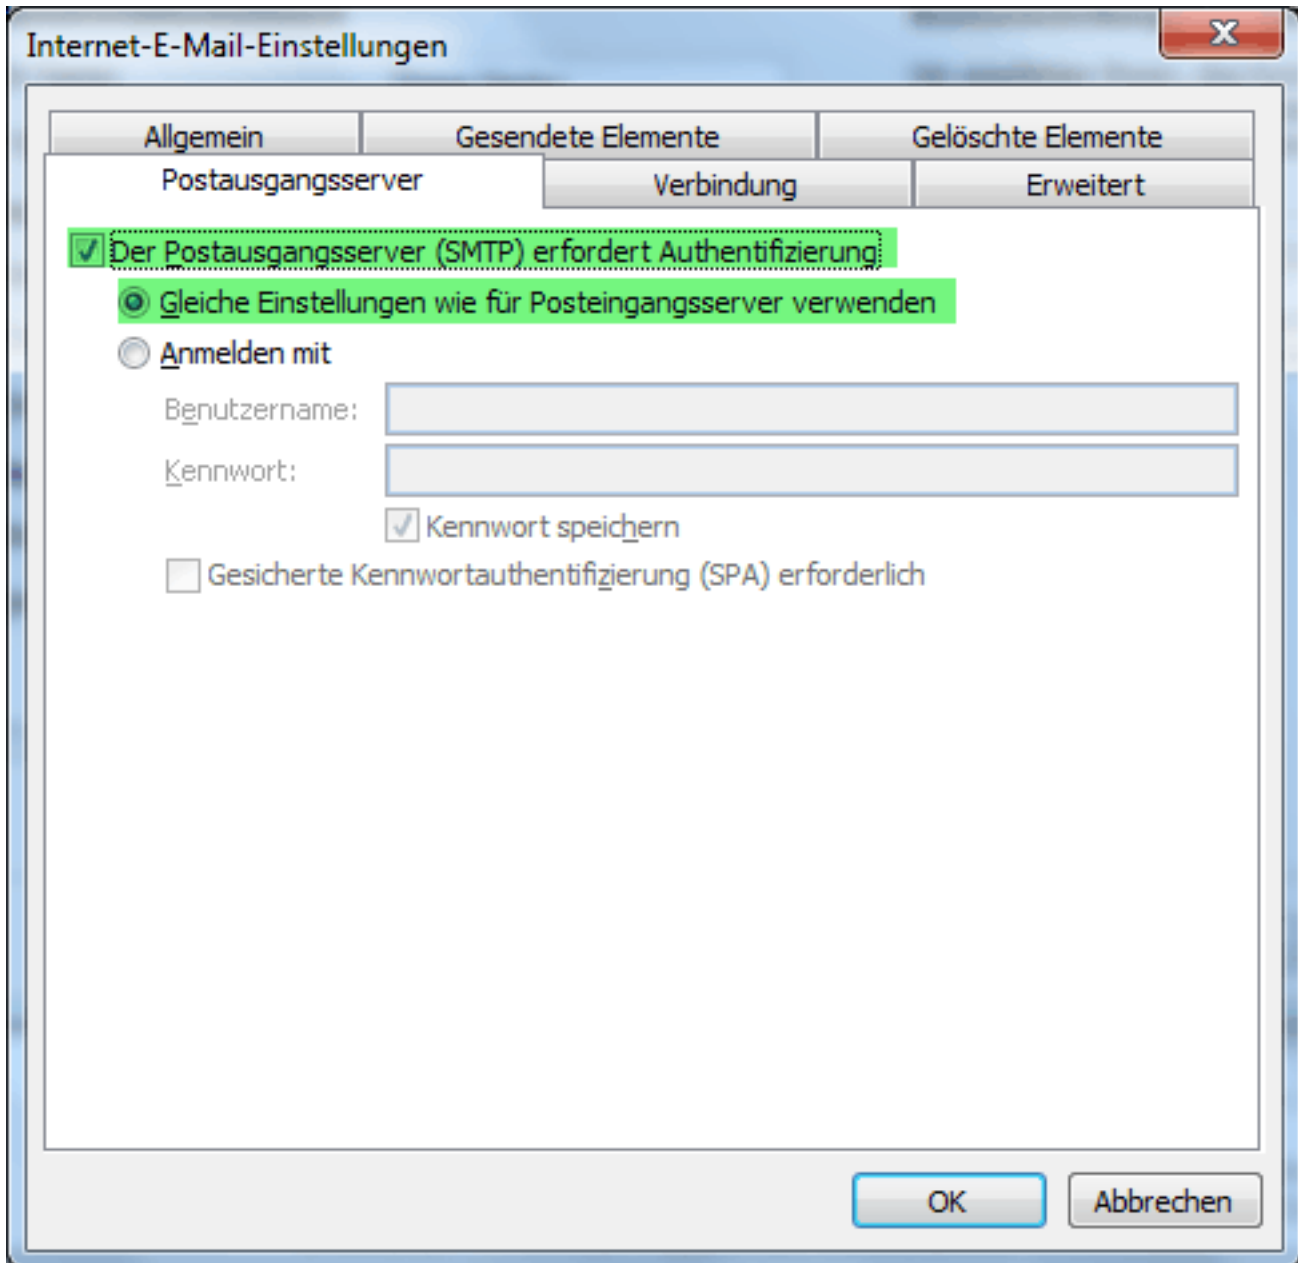 Internet-E-Mail-Einstellungen
Allgemein
Gesendete Elemente
Gelöschte Elemente
Postausgangsserver
Verbindung
Erweitert
Der Postausgangsserver (SMTP) erfordert Authentifizierung
Gleiche Einstellungen wie für Posteingangsserver verwenden
Anmelden mit
Benutzername:
Kennwort:
Kennwort speichern
Gesicherte Kennwortauthentifizierung (SPA) erforderlich
OK
Abbrechen